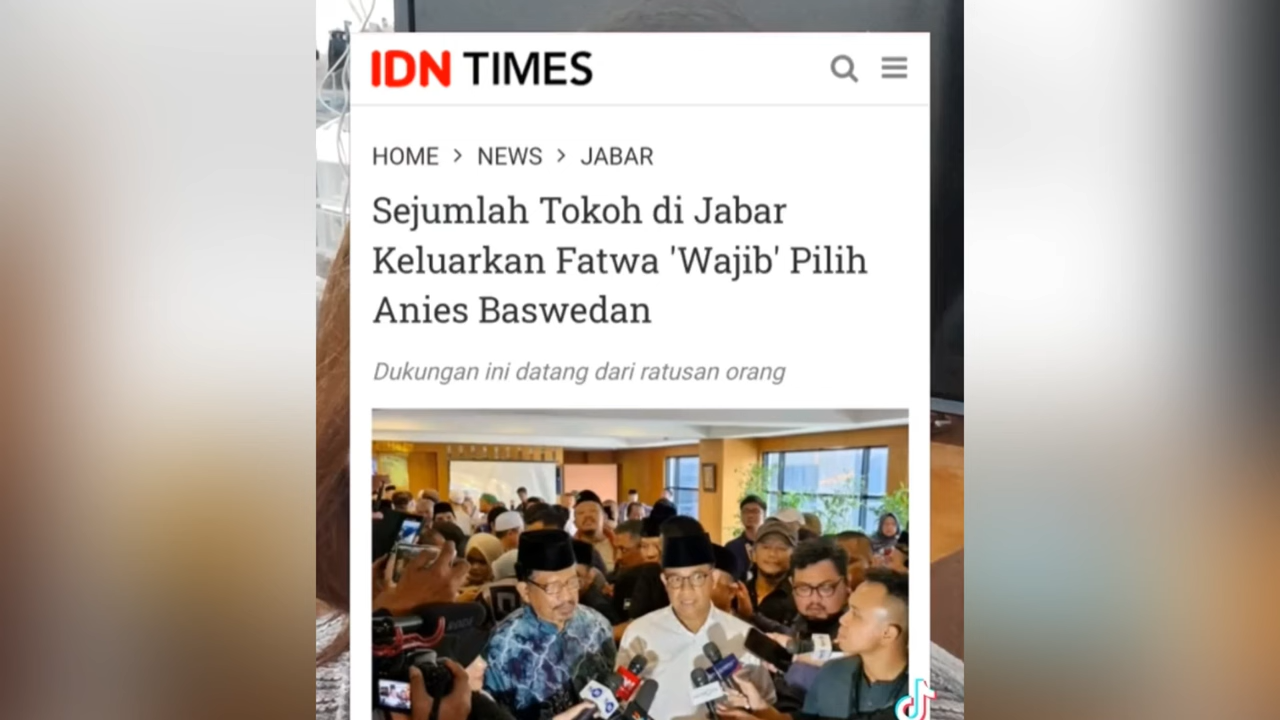 IDN TIMES
HOME > NEWS > JABAR
Sejumlah Tokoh di Jabar
Keluarkan Fatwa 'Wajib' Pilih
Anies Baswedan
Dukungan ini datang dari ratusan orang